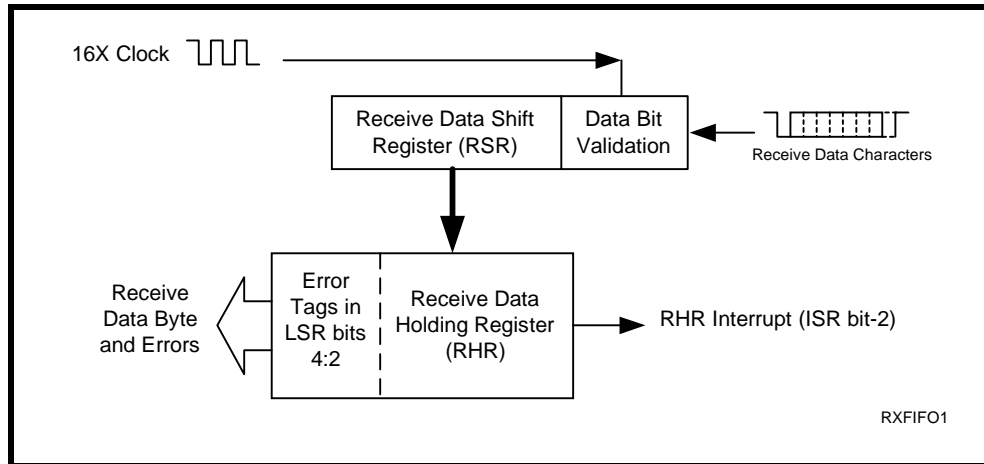 16X Clock
Receive Data Shift
Register (RSR)
Data Bit
Validation
Receive Data Characters
Receive
Data Byte
and Errors
Error
Tags in
LSR bits
4:2
Receive Data
Holding Register
(RHR)
RHR Interrupt (ISR bit-2)
RXFIFO1